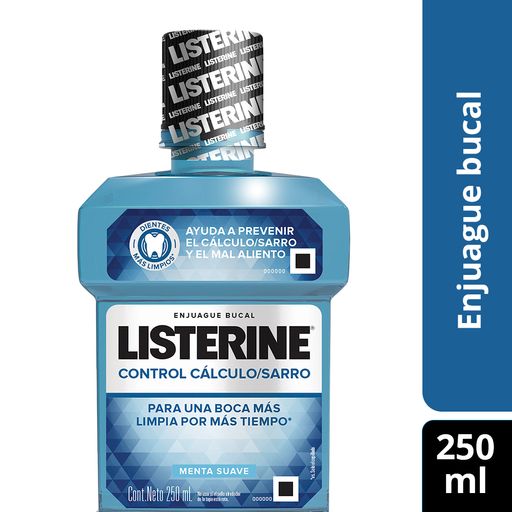 LISTERINE
LISTERINE
LISTERINE
LISTERINE
DIENTES
MÁS LIMPIOS*
AYUDA A PREVENIR
EL CÁLCULO/SARRO
Y EL MAL ALIENTO
000000
ENJUAGUE BUCAL
LISTERINE®
CONTROL CÁLCULO/SARRO
PARA UNA BOCA MÁS
LIMPIA POR MÁS TIEMPO*
MENTA SUAVE
Cont.Neto 250 mL
000000
Enjuague bucal
250
ml